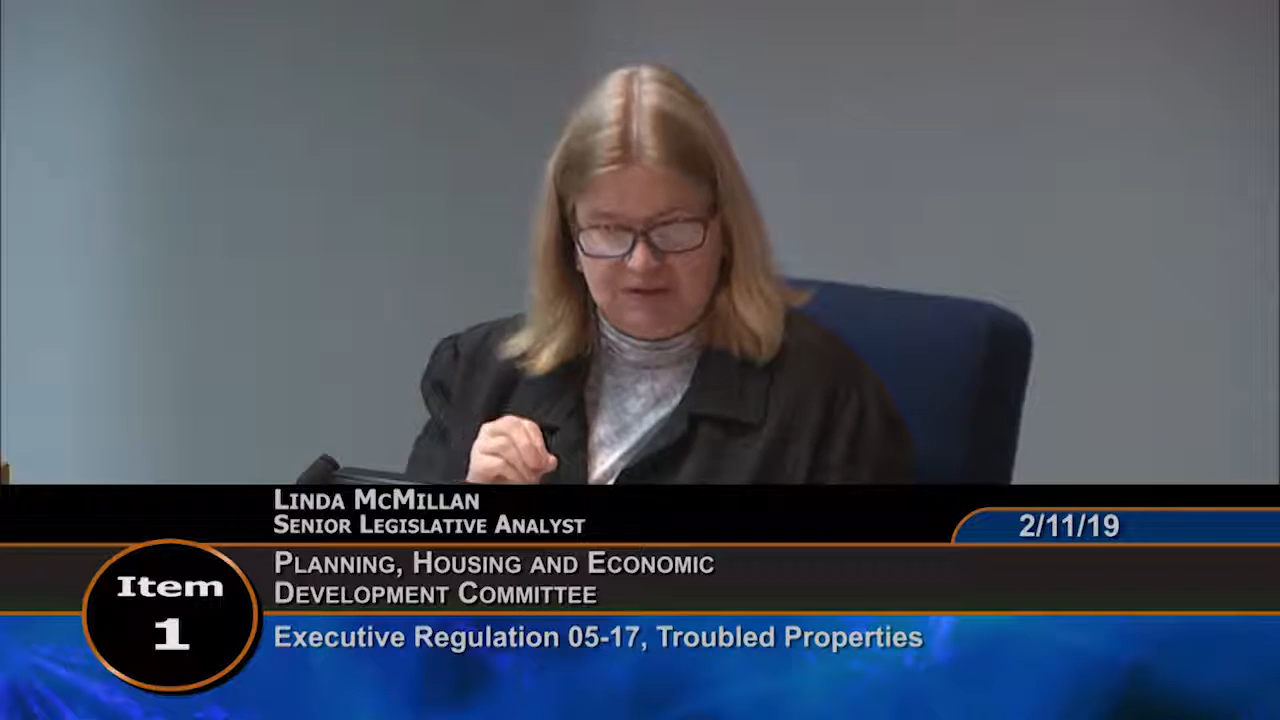 Linda McMillan
Senior Legislative Analyst
2/11/19
Planning, Housing and Economic
Development Committee
Item
1
Executive Regulation 05-17, Troubled Properties